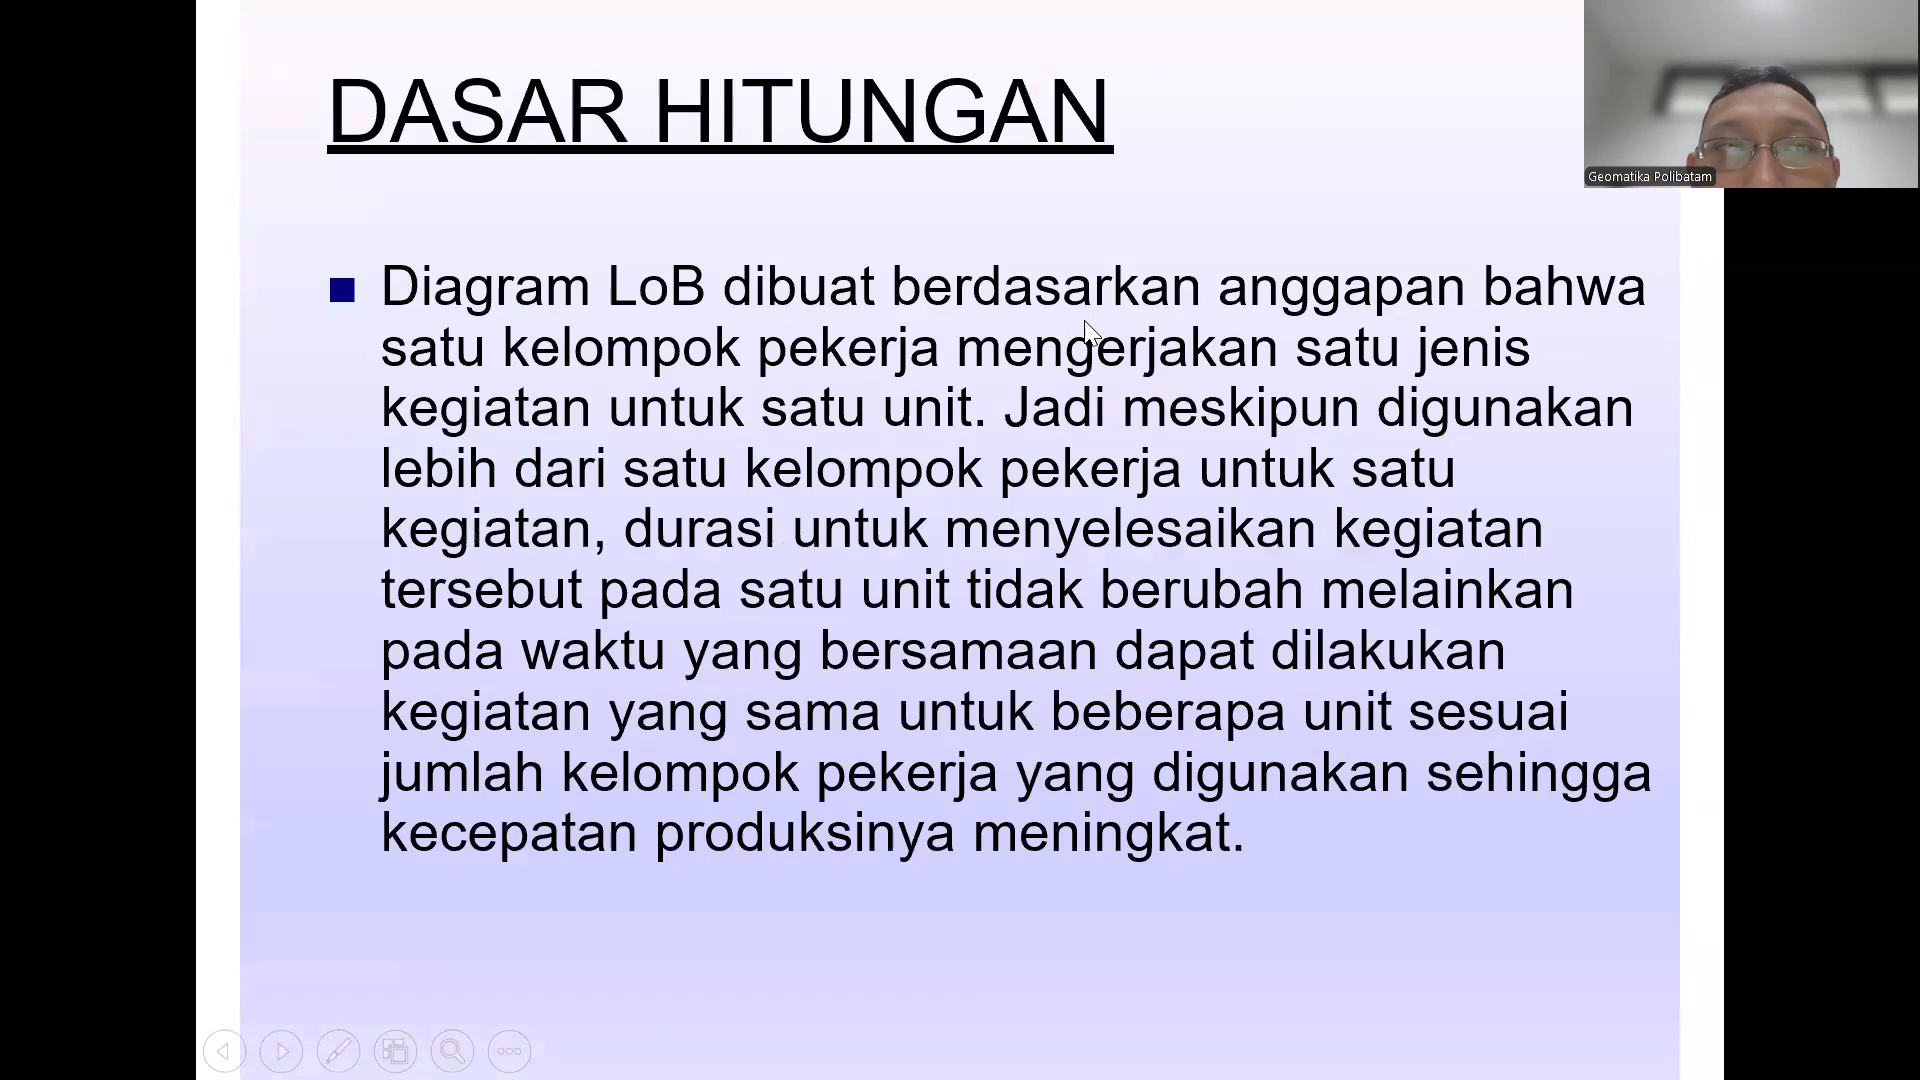 DASAR HITUNGAN
Geomatika Polibatam
Diagram LoB dibuat berdasarkan anggapan bahwa
satu kelompok pekerja mengerjakan satu jenis
kegiatan untuk satu unit. Jadi meskipun digunakan
lebih dari satu kelompok pekerja untuk satu
kegiatan, durasi untuk menyelesaikan kegiatan
tersebut pada satu unit tidak berubah melainkan
pada waktu yang bersamaan dapat dilakukan
kegiatan yang sama untuk beberapa unit sesuai
jumlah kelompok pekerja yang digunakan sehingga
kecepatan produksinya meningkat.